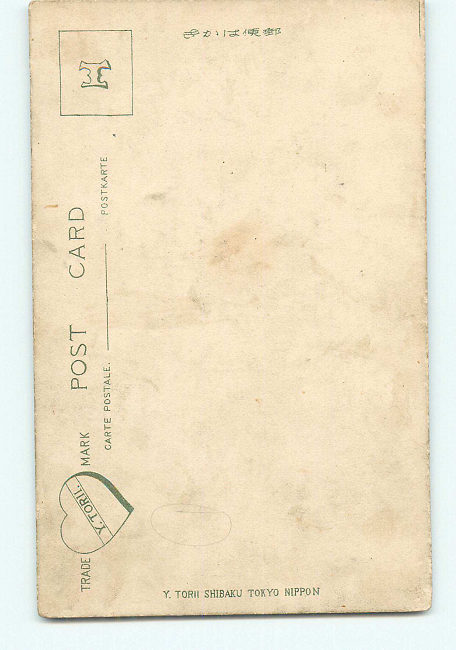 郵便はかき
POSTKARTE
POST CARD
CARTE POSTALE.
TRADE MARK
Y. TORII.
Y. TORII SHIBAKU TOKYO NIPPON